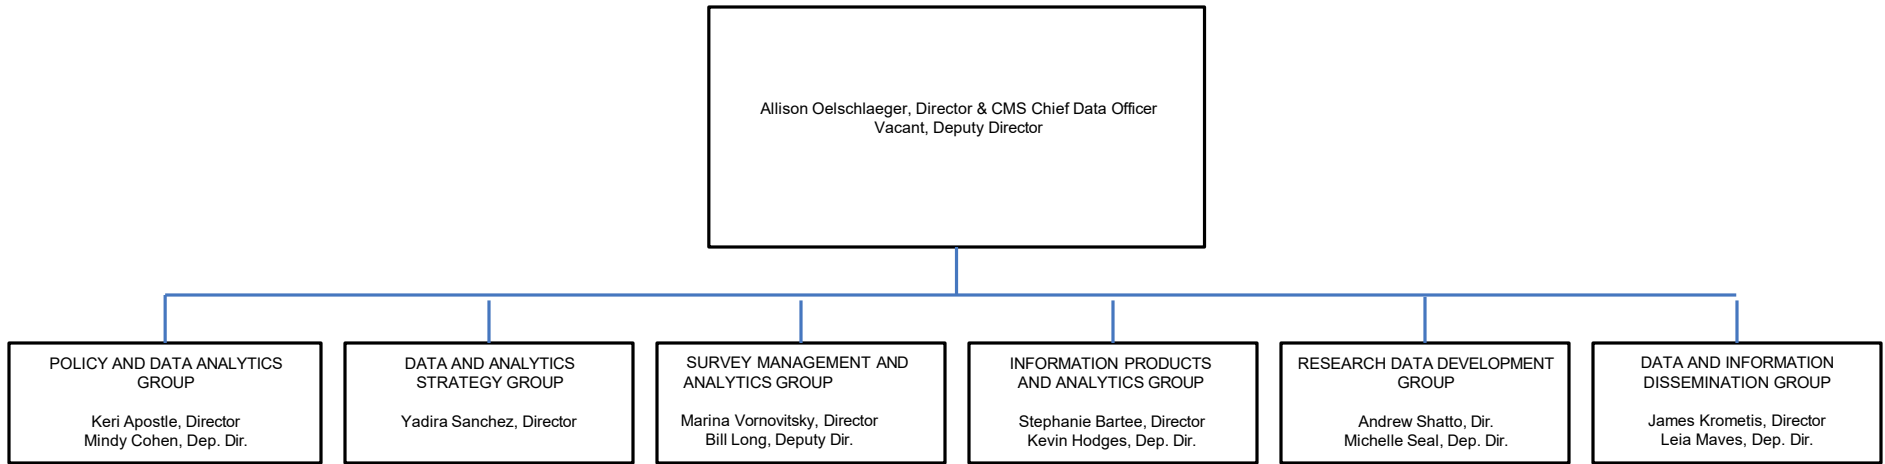 Allison Oelschlaeger, Director & CMS Chief Data Officer
Vacant, Deputy Director
POLICY AND DATA ANALYTICS
GROUP
Keri Apostle, Director
Mindy Cohen, Dep. Dir.
DATA AND ANALYTICS
STRATEGY GROUP
Yadira Sanchez, Director
SURVEY MANAGEMENT AND
ANALYTICS GROUP
Marina Vornovitsky, Director
Bill Long, Deputy Dir.
INFORMATION PRODUCTS
AND ANALYTICS GROUP
Stephanie Bartee, Director
Kevin Hodges, Dep. Dir.
RESEARCH DATA DEVELOPMENT
GROUP
Andrew Shatto, Dir.
Michelle Seal, Dep. Dir.
DATA AND INFORMATION
DISSEMINATION GROUP
James Krometis, Director
Leia Maves, Dep. Dir.